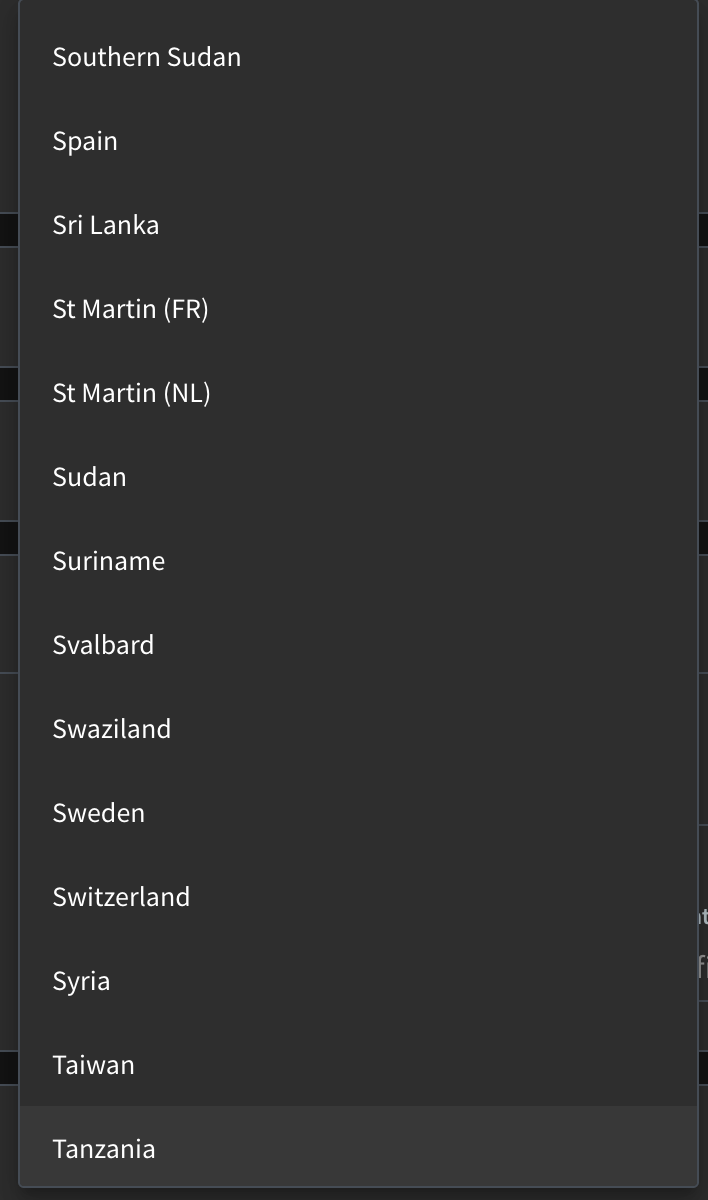 Southern Sudan
Spain
Sri Lanka
St Martin (FR)
St Martin (NL)
Sudan
Suriname
Svalbard
Swaziland
Sweden
Switzerland
Syria
Taiwan
Tanzania